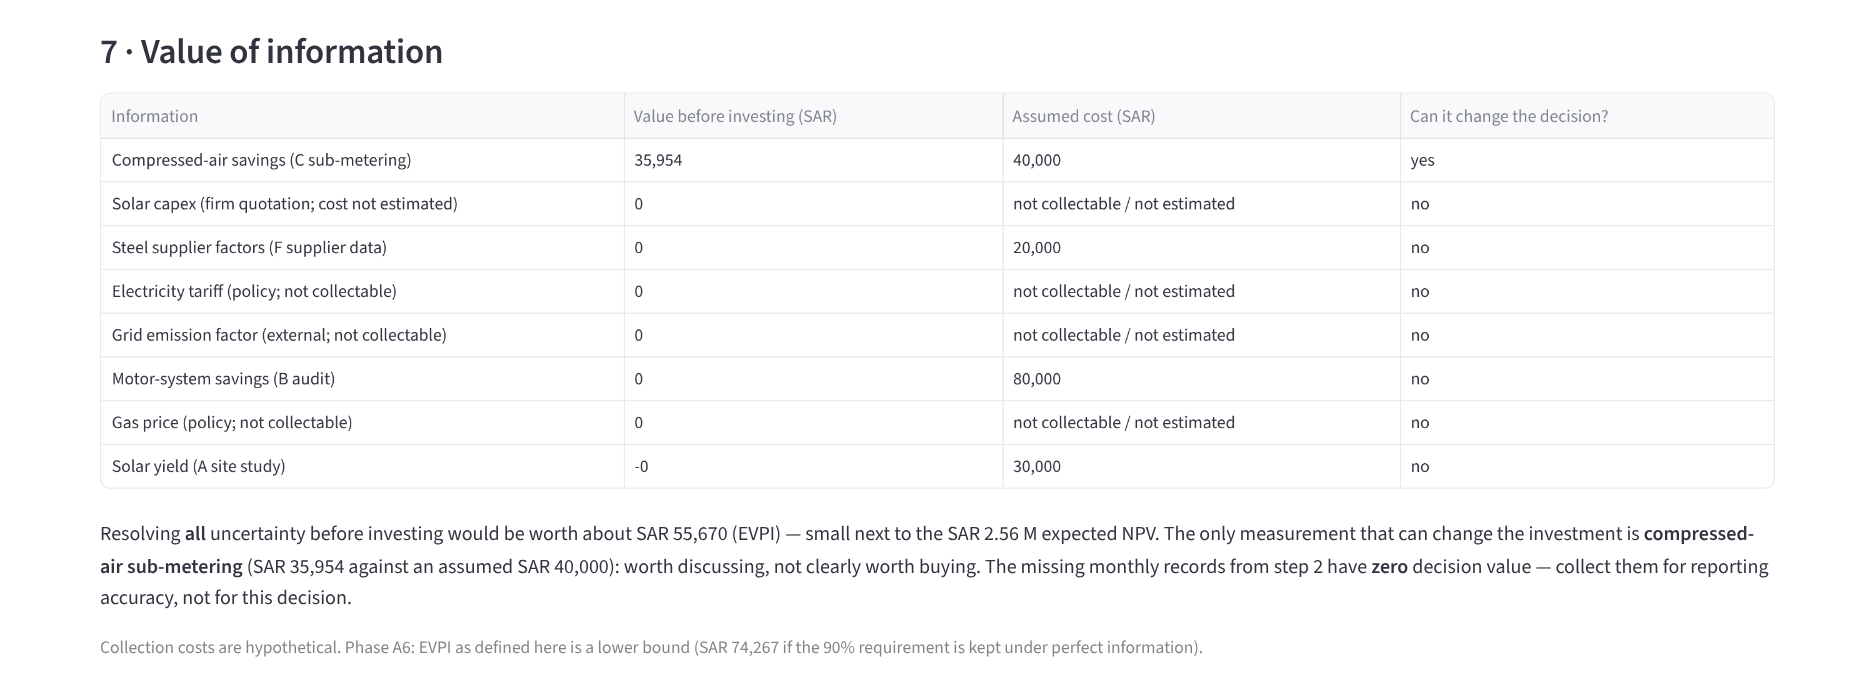 7 · Value of information
Information Value before investing (SAR) Assumed cost (SAR) Can it change the decision?
Compressed-air savings (C sub-metering) 35,954 40,000 yes
Solar capex (firm quotation; cost not estimated) 0 not collectable / not estimated no
Steel supplier factors (F supplier data) 0 20,000 no
Electricity tariff (policy; not collectable) 0 not collectable / not estimated no
Grid emission factor (external; not collectable) 0 not collectable / not estimated no
Motor-system savings (B audit) 0 80,000 no
Gas price (policy; not collectable) 0 not collectable / not estimated no
Solar yield (A site study) -0 30,000 no
Resolving all uncertainty before investing would be worth about SAR 55,670 (EVPI) — small next to the SAR 2.56 M expected NPV. The only measurement that can change the investment is compressed-
air sub-metering (SAR 35,954 against an assumed SAR 40,000): worth discussing, not clearly worth buying. The missing monthly records from step 2 have zero decision value — collect them for reporting
accuracy, not for this decision.
Collection costs are hypothetical. Phase A6: EVPI as defined here is a lower bound (SAR 74,267 if the 90% requirement is kept under perfect information).